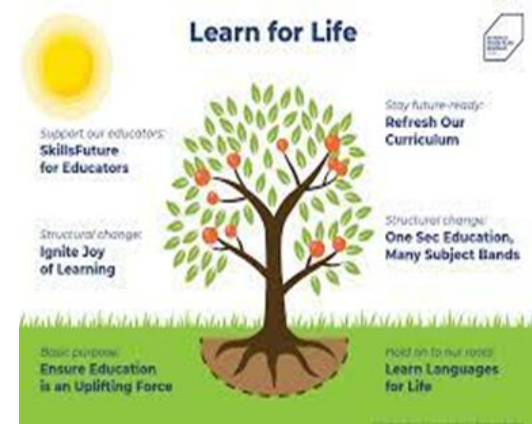 Learn for Life
Support our educators:
SkillsFuture
for Educators
Stay future-ready:
Refresh Our
Curriculum
Structural change:
Ignite Joy
of Learning
Structural change:
One Sec Education,
Many Subject Bands
Basic purpose:
Ensure Education
is an Uplifting Force
Hold on to our roots:
Learn Languages
for Life